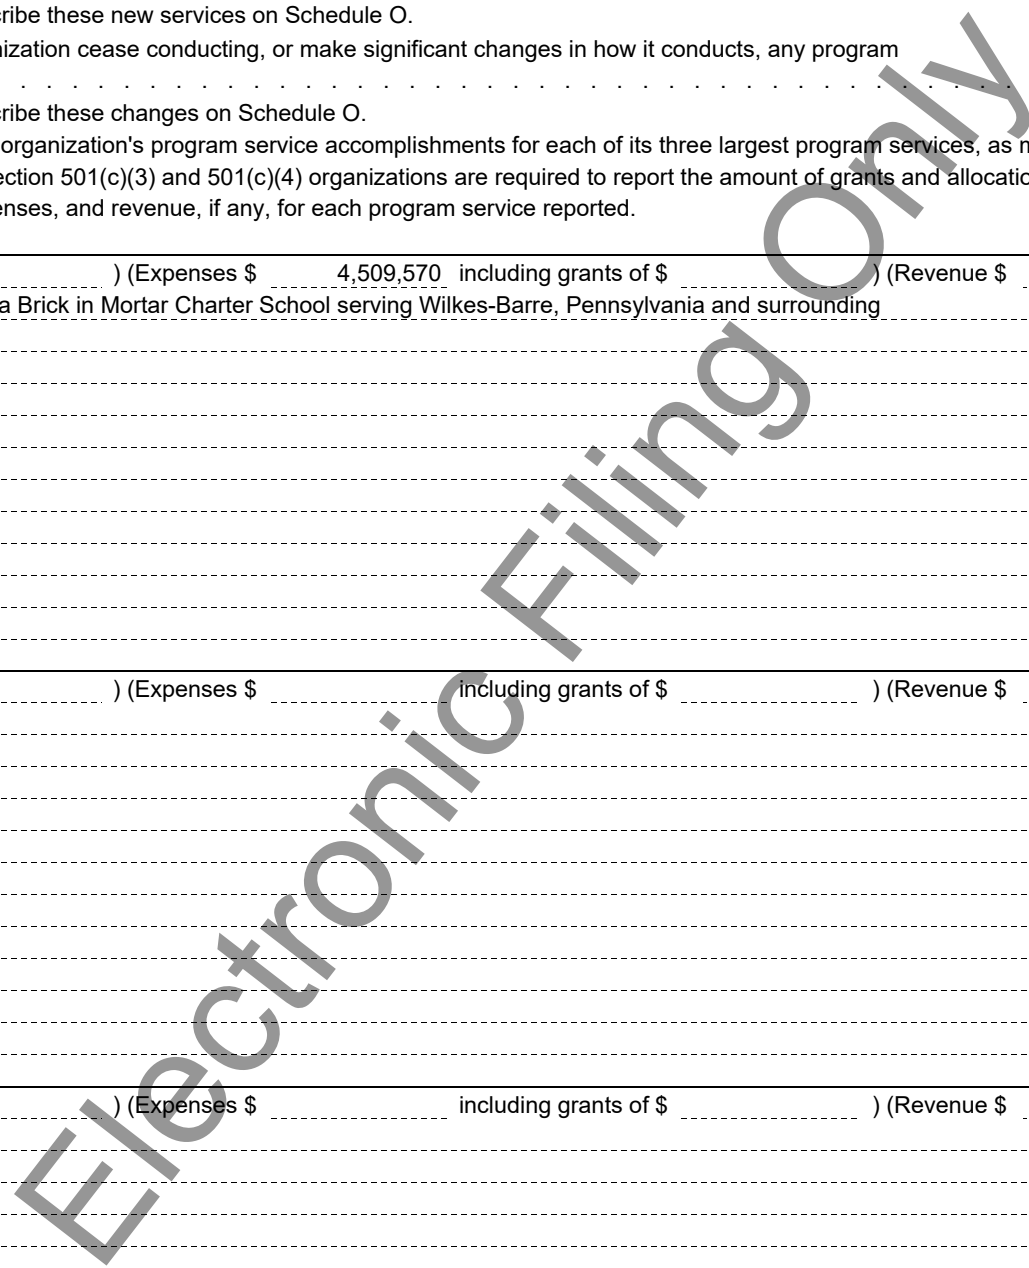 ribe these new services on Schedule O.
ization cease conducting, or make significant changes in how it conducts, any program
. . . . . . . . . . . . . . . . . . . . . . . . . . . . . . . . . . . . . . .
ribe these changes on Schedule O.
organization's program service accomplishments for each of its three largest program services, as m
ection 501(c)(3) and 501(c)(4) organizations are required to report the amount of grants and allocatio
enses, and revenue, if any, for each program service reported.
) (Expenses $ 4,509,570 including grants of $ ) (Revenue $
a Brick in Mortar Charter School serving Wilkes-Barre, Pennsylvania and surrounding
) (Expenses $ including grants of $ ) (Revenue $
) (Expenses $ including grants of $ ) (Revenue $
Electronic Filing Only